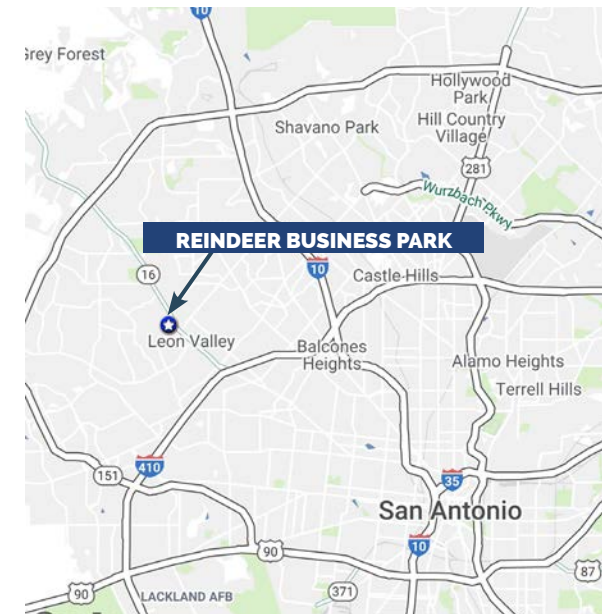 10
Grey Forest
Hollywood
Park
Shavano Park
Hill Country
Village
281
Wurzbach Pkwy
REINDEER BUSINESS PARK
16
10
Castle Hills
Leon Valley
Balcones
Heights
Alamo Heights
Terrell Hills
410
151
35
San Antonio
10
90
87
90
LACKLAND AFB
371